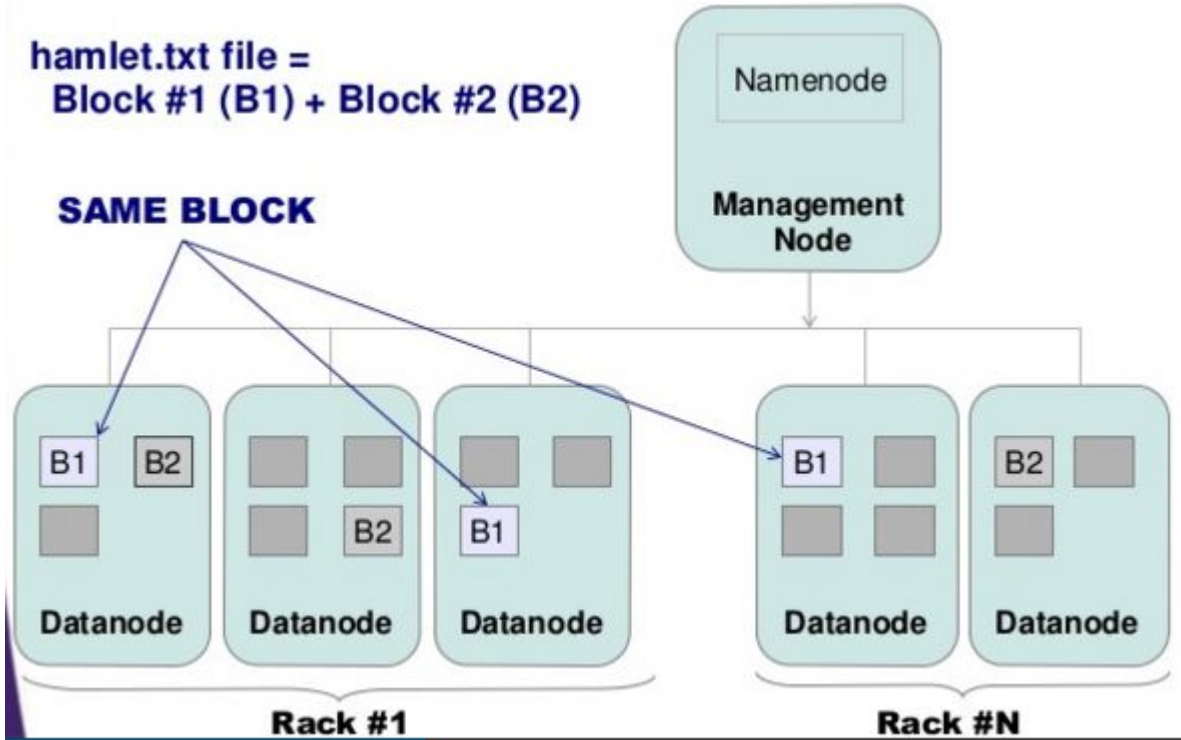 hamlet.txt file =
Block #1 (B1) + Block #2 (B2)
Namenode
Management
Node
SAME BLOCK
B1 B2
B2
B1
B1
B2
Datanode Datanode Datanode Datanode Datanode
Rack #1 Rack #N